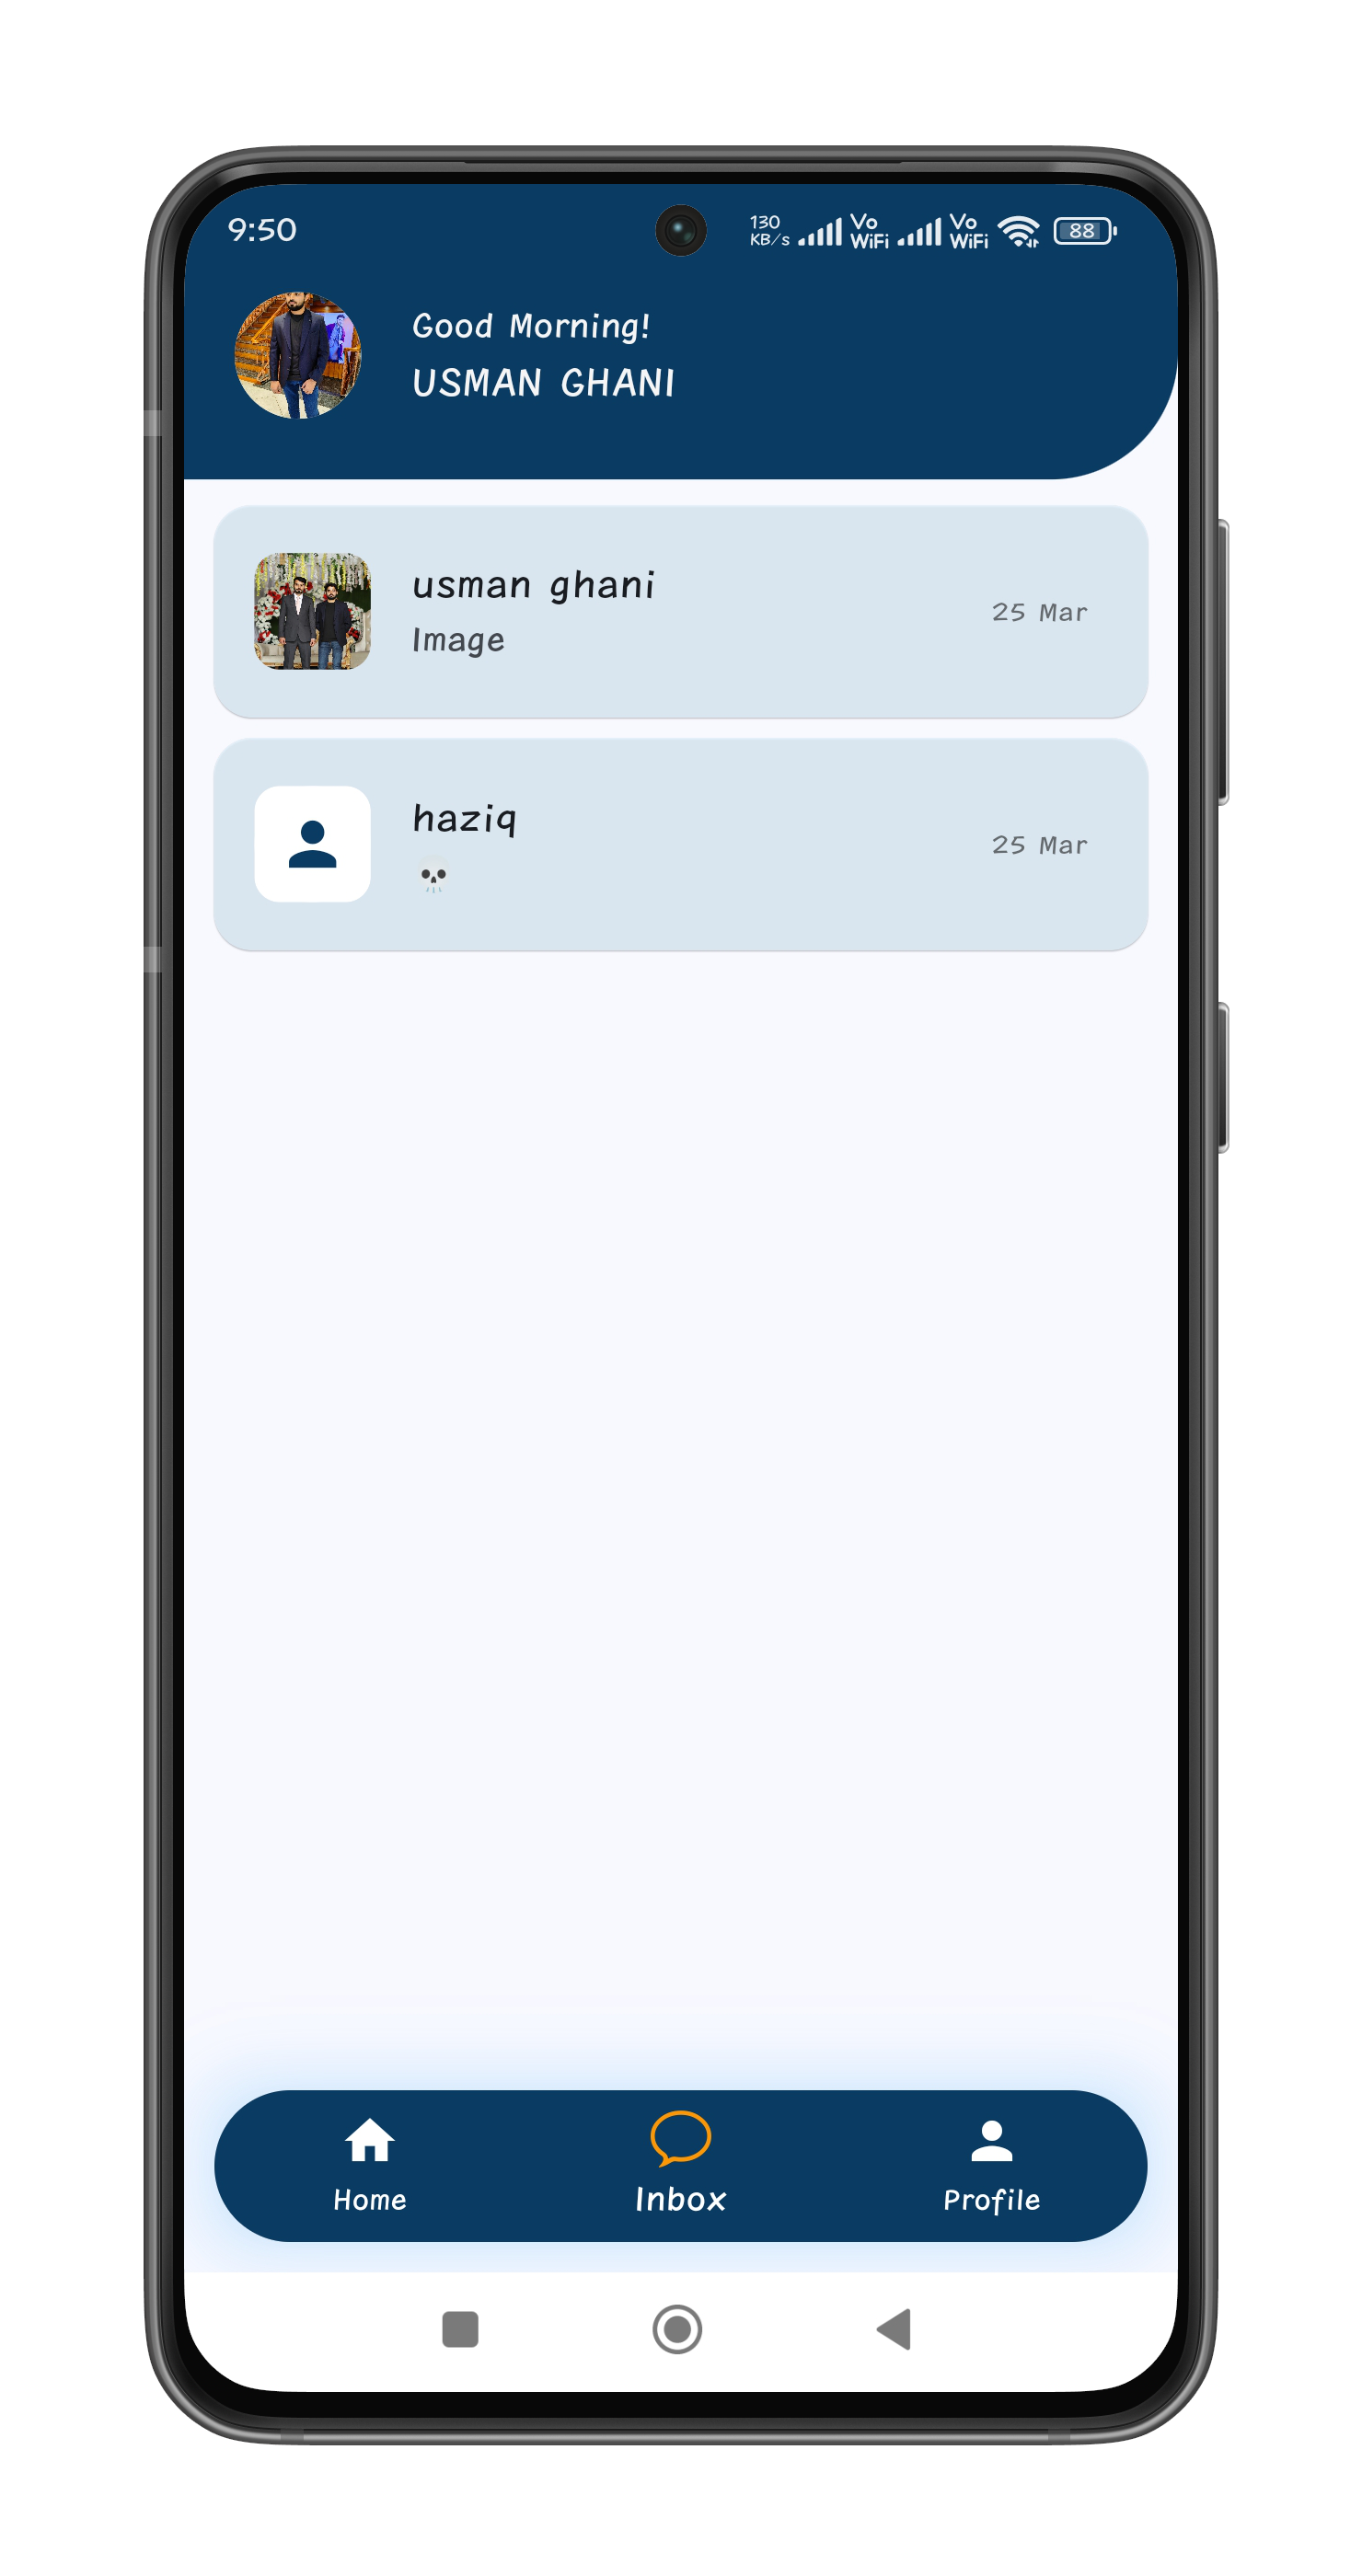 9:50
130
KB/s
Vo
WiFi
Vo
WiFi
88
Good Morning!
USMAN GHANI
usman ghani
Image
25 Mar
haziq
💀
25 Mar
Home
Inbox
Profile